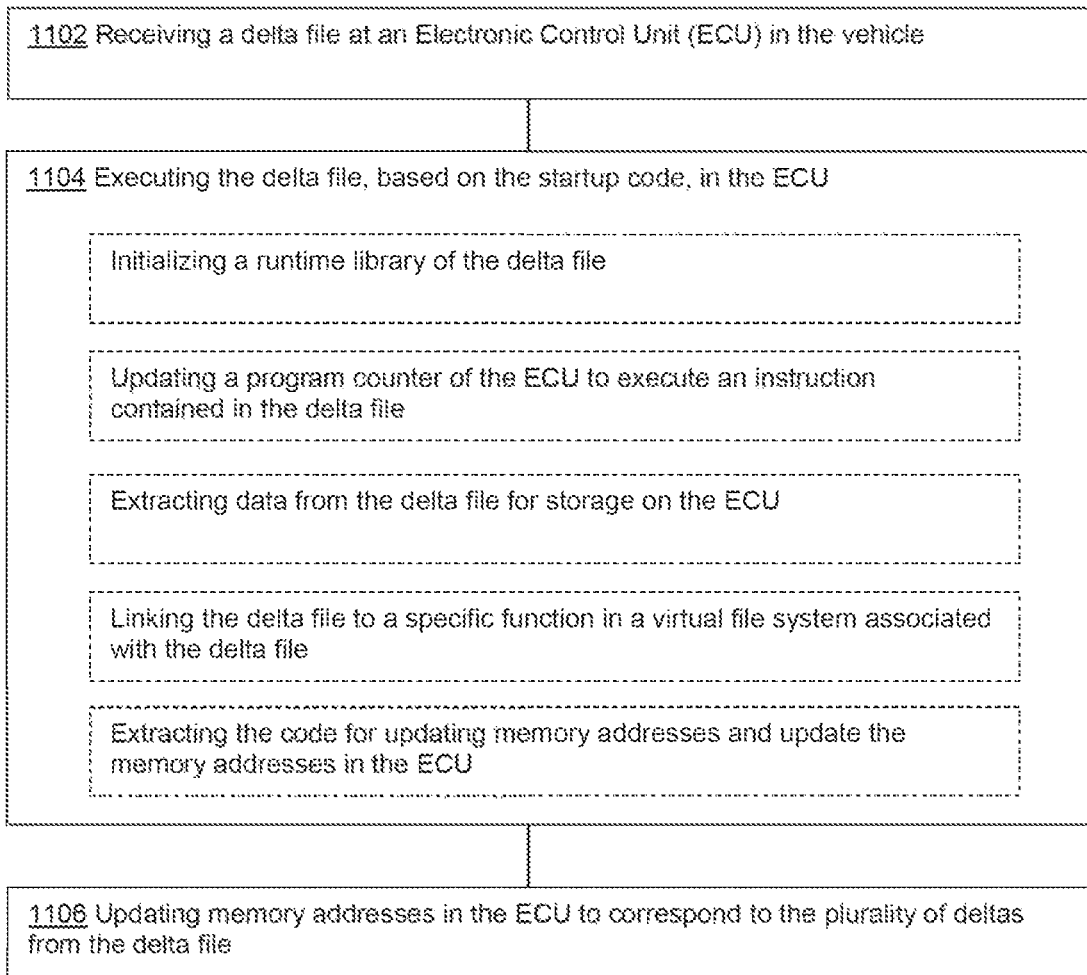 1102 Receiving a delta file at an Electronic Control Unit (ECU) in the vehicle
1104 Executing the delta file, based on the startup code, in the ECU
Initializing a runtime library of the delta file
Updating a program counter of the ECU to execute an instruction
contained in the delta file
Extracting data from the delta file for storage on the ECU
Linking the delta file to a specific function in a virtual file system associated
with the delta file
Extracting the code for updating memory addresses and update the
memory addresses in the ECU
1106 Updating memory addresses in the ECU to correspond to the plurality of deltas
from the delta file